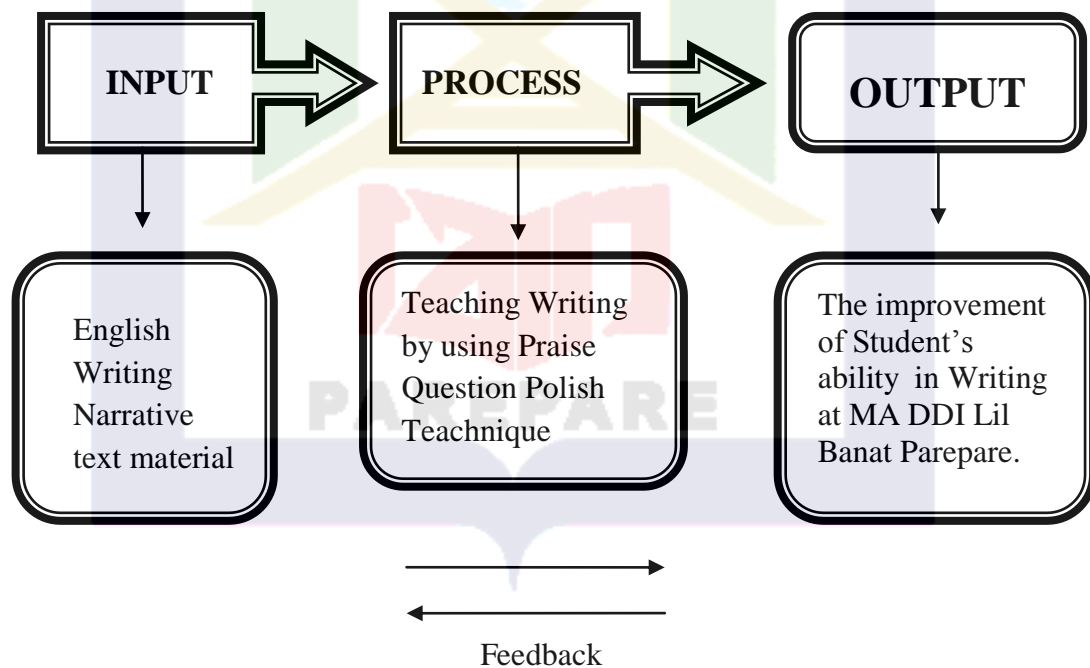 INPUT
PROCESS
OUTPUT
English
Writing
Narrative
text material
Teaching Writing
by using Praise
Question Polish
Teachnique
The improvement
of Student’s
ability in Writing
at MA DDI Lil
Banat Parepare.
PAREPARE
Feedback